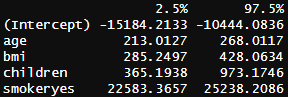 2.5% 97.5%
(Intercept) -15184.2133 -10444.0836
age 213.0127 268.0117
bmi 285.2497 428.0634
children 365.1938 973.1746
smokeryes 22583.3657 25238.2086